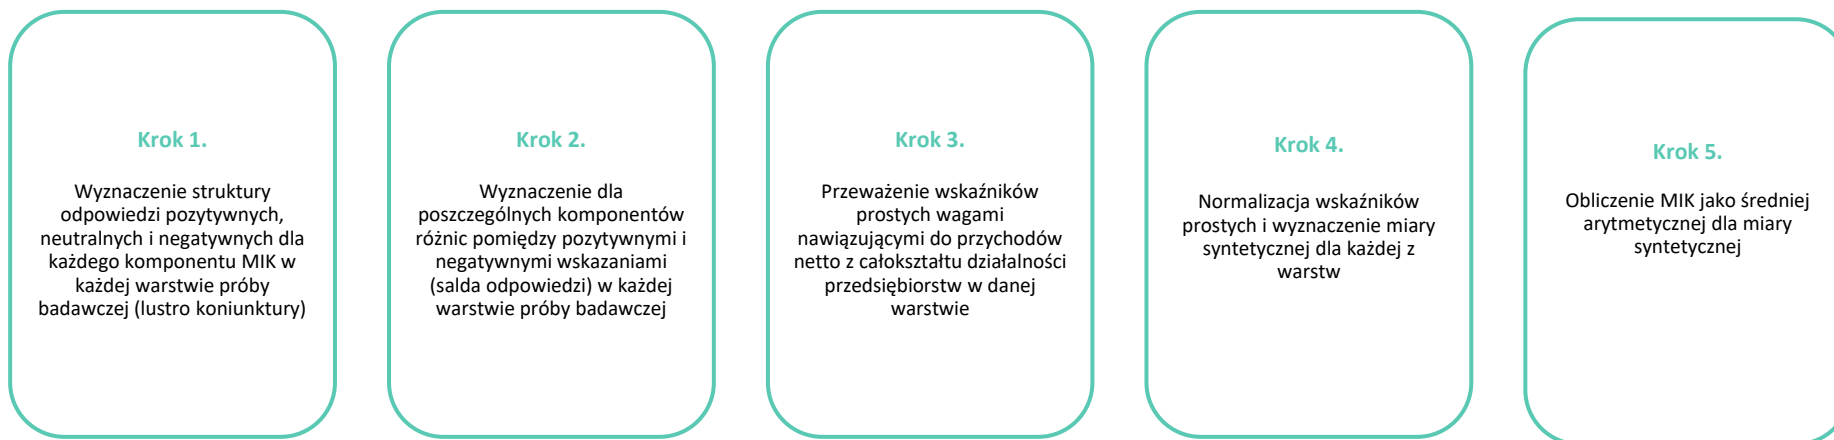 Krok 1.
Wyznaczenie struktury
odpowiedzi pozytywnych,
neutralnych i negatywnych dla
każdego komponentu MIK w
każdej warstwie próby
badawczej (lustro koniunktury)
Krok 2.
Wyznaczenie dla
poszczególnych komponentów
różnic pomiędzy pozytywnymi i
negatywnymi wskazaniami
(salda odpowiedzi) w każdej
warstwie próby badawczej
Krok 3.
Przeważenie wskaźników
prostych wagami
nawiązującymi do przychodów
netto z całokształtu działalności
przedsiębiorstw w danej
warstwie
Krok 4.
Normalizacja wskaźników
prostych i wyznaczenie miary
syntetycznej dla każdej z
warstw
Krok 5.
Obliczenie MIK jako średniej
arytmetycznej dla miary
syntetycznej